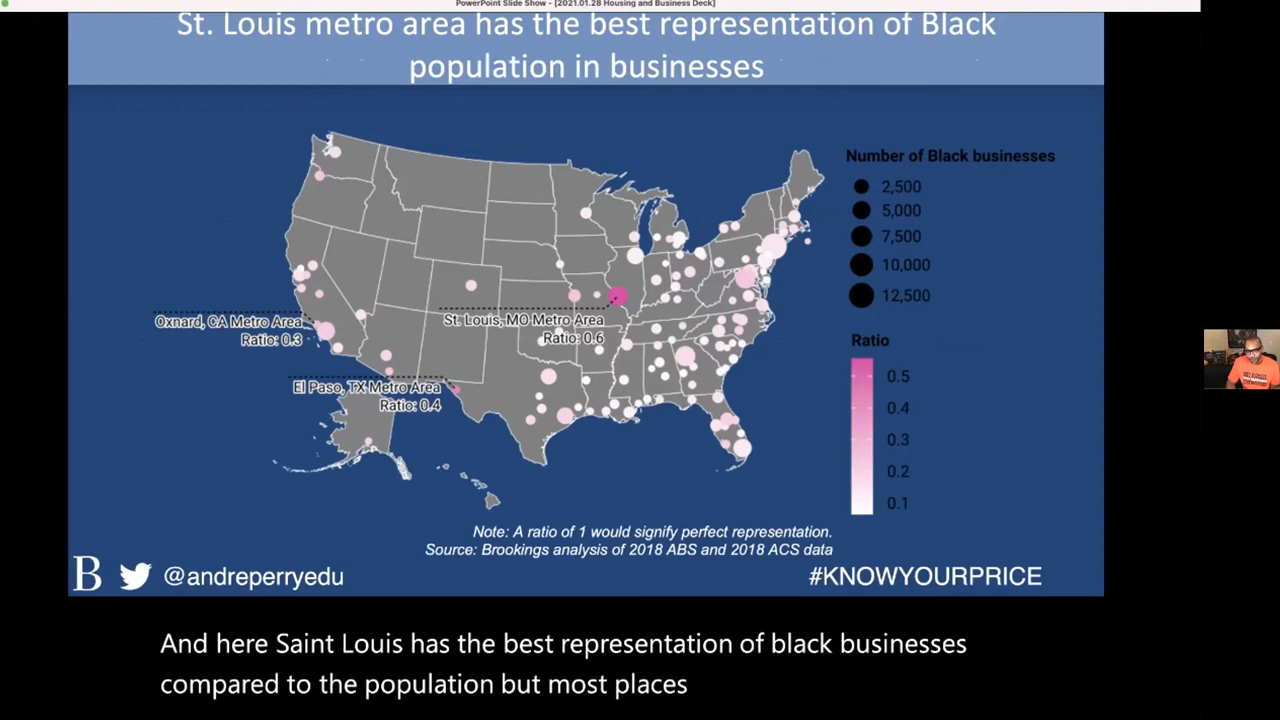 PowerPoint Slide Show - [2021.01.28 Housing and Business Deck]
St. Louis metro area has the best representation of Black
population in businesses
Number of Black businesses
2,500
5,000
7,500
10,000
12,500
Oxnard, CA Metro Area
Ratio: 0.3
St. Louis, MO Metro Area
Ratio: 0.6
El Paso, TX Metro Area
Ratio: 0.4
Ratio
0.5
0.4
0.3
0.2
0.1
Note: A ratio of 1 would signify perfect representation.
Source: Brookings analysis of 2018 ABS and 2018 ACS data
B @andreperryedu
#KNOWYOURPRICE
And here Saint Louis has the best representation of black businesses
compared to the population but most places